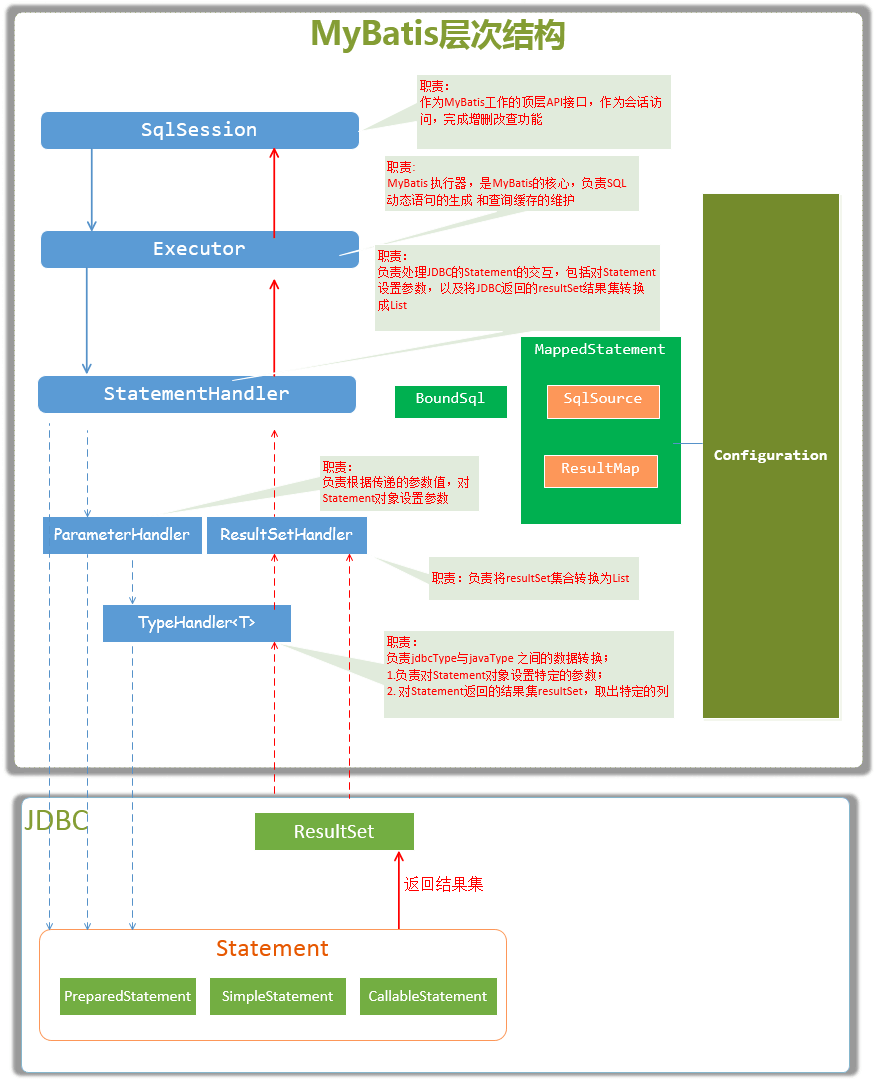 MyBatis层次结构
职责：
作为MyBatis工作的顶层API接口，作为会话访
问，完成增删改查功能
SqlSession
职责：
MyBatis 执行器，是MyBatis的核心，负责SQL
动态语句的生成 和查询缓存的维护
Executor
职责：
负责处理JDBC的Statement的交互，包括对Statement
设置参数，以及将JDBC返回的resultSet结果集转换
成List
MappedStatement
StatementHandler
BoundSql
SqlSource
Configuration
ResultMap
职责：
负责根据传递的参数值，对
Statement对象设置参数
ParameterHandler
ResultSetHandler
职责：负责将resultSet集合转换为List
TypeHandler<T>
职责：
负责jdbcType与javaType 之间的数据转换；
1.负责对Statement对象设置特定的参数；
2. 对Statement返回的结果集resultSet，取出特定的列
JDBC
ResultSet
返回结果集
Statement
PreparedStatement
SimpleStatement
CallableStatement